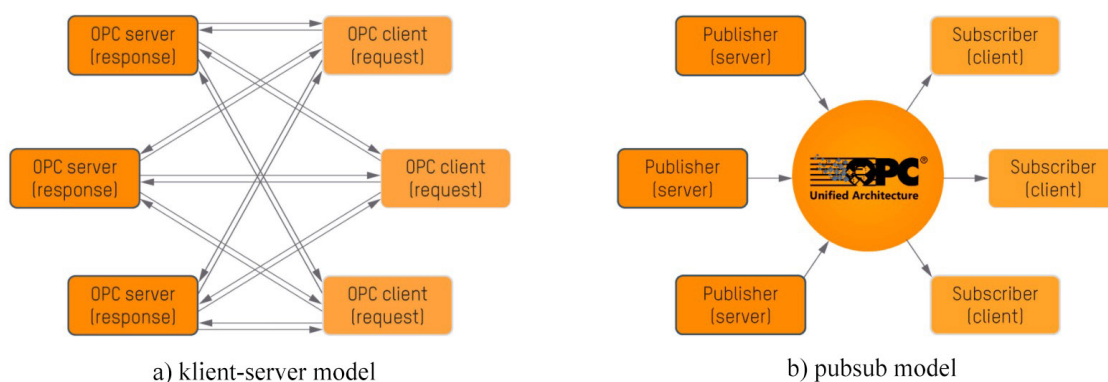 OPC server
(response)
OPC client
(request)
OPC server
(response)
OPC client
(request)
OPC server
(response)
OPC client
(request)
a) klient-server model
Publisher
(server)
Subscriber
(client)
Publisher
(server)
OPC®
Unified Architecture
Subscriber
(client)
Publisher
(server)
Subscriber
(client)
b) pubsub model